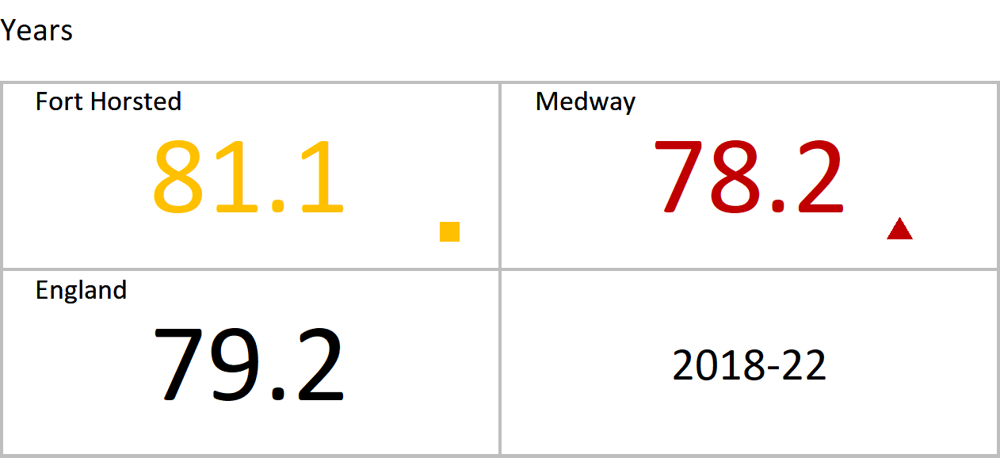 Years
Fort Horsted
81.1
Medway
78.2
England
79.2
2018-22